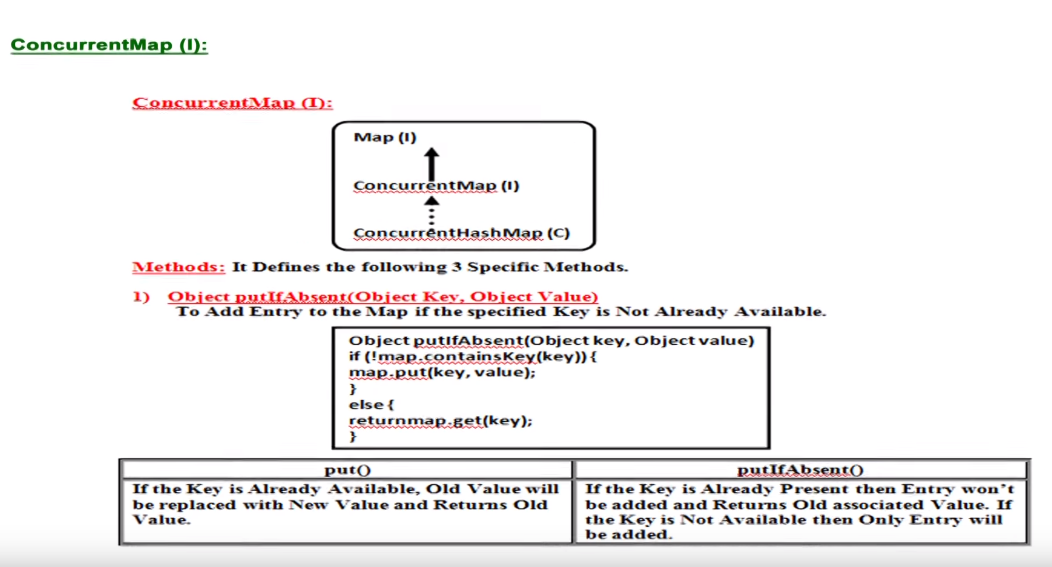 ConcurrentMap (I):
ConcurrentMap (I):
Map (I)
ConcurrentMap (I)
ConcurrentHashMap (C)
Methods: It Defines the following 3 Specific Methods.
1) Object putIfAbsent(Object Key, Object Value)
To Add Entry to the Map if the specified Key is Not Already Available.
Object putIfAbsent(Object key, Object value)
if (!map.containsKey(key)) {
map.put(key, value);
}
else {
returnmap.get(key);
}
put()
If the Key is Already Available, Old Value will
be replaced with New Value and Returns Old
Value.
putIfAbsent()
If the Key is Already Present then Entry won't
be added and Returns Old associated Value. If
the Key is Not Available then Only Entry will
be added.